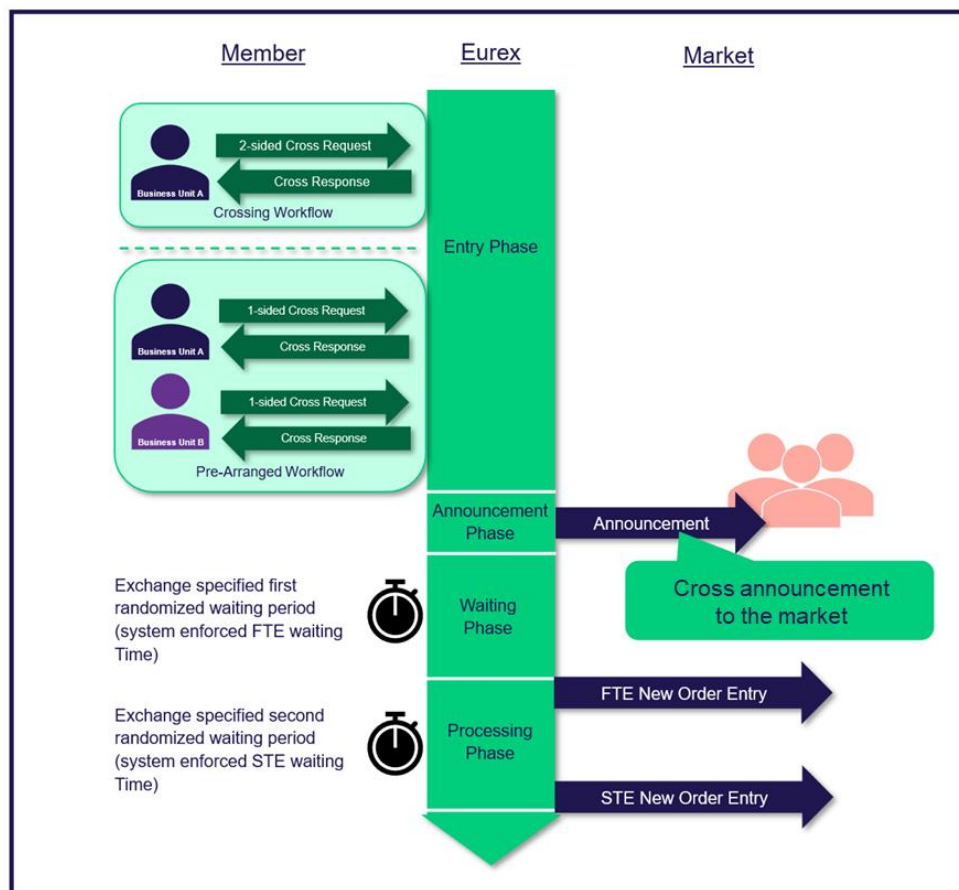 Member
Eurex
Market
2-sided Cross Request
Cross Response
Business Unit A
Crossing Workflow
Entry Phase
1-sided Cross Request
Cross Response
Business Unit A
1-sided Cross Request
Cross Response
Business Unit B
Pre-Arranged Workflow
Announcement
Phase
Announcement
Cross announcement
to the market
Exchange specified first
randomized waiting period
(system enforced FTE waiting
Time)
Waiting
Phase
FTE New Order Entry
Exchange specified second
randomized waiting period
(system enforced STE waiting
Time)
Processing
Phase
STE New Order Entry